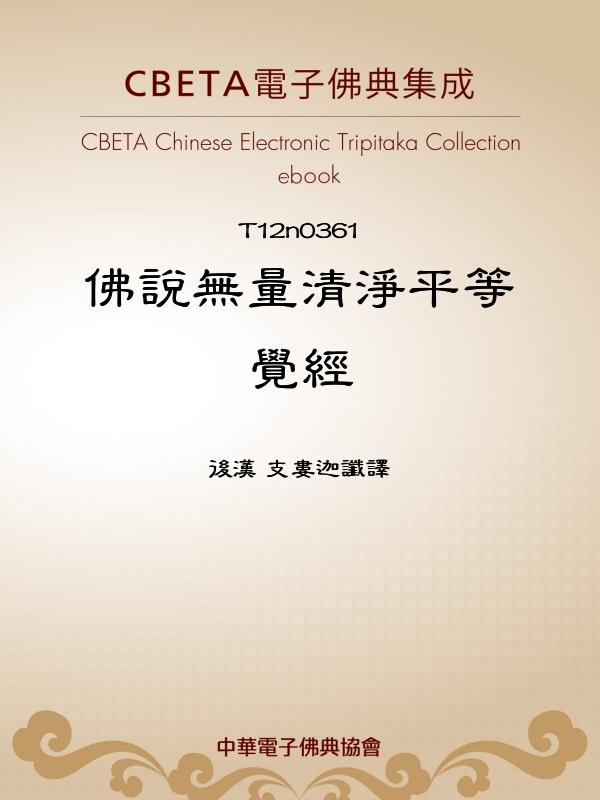 CBETA電子佛典集成
CBETA Chinese Electronic Tripitaka Collection
ebook
T12n0361
佛說無量清淨平等
覺經
後漢 支婁迦讖譯
中華電子佛典協會